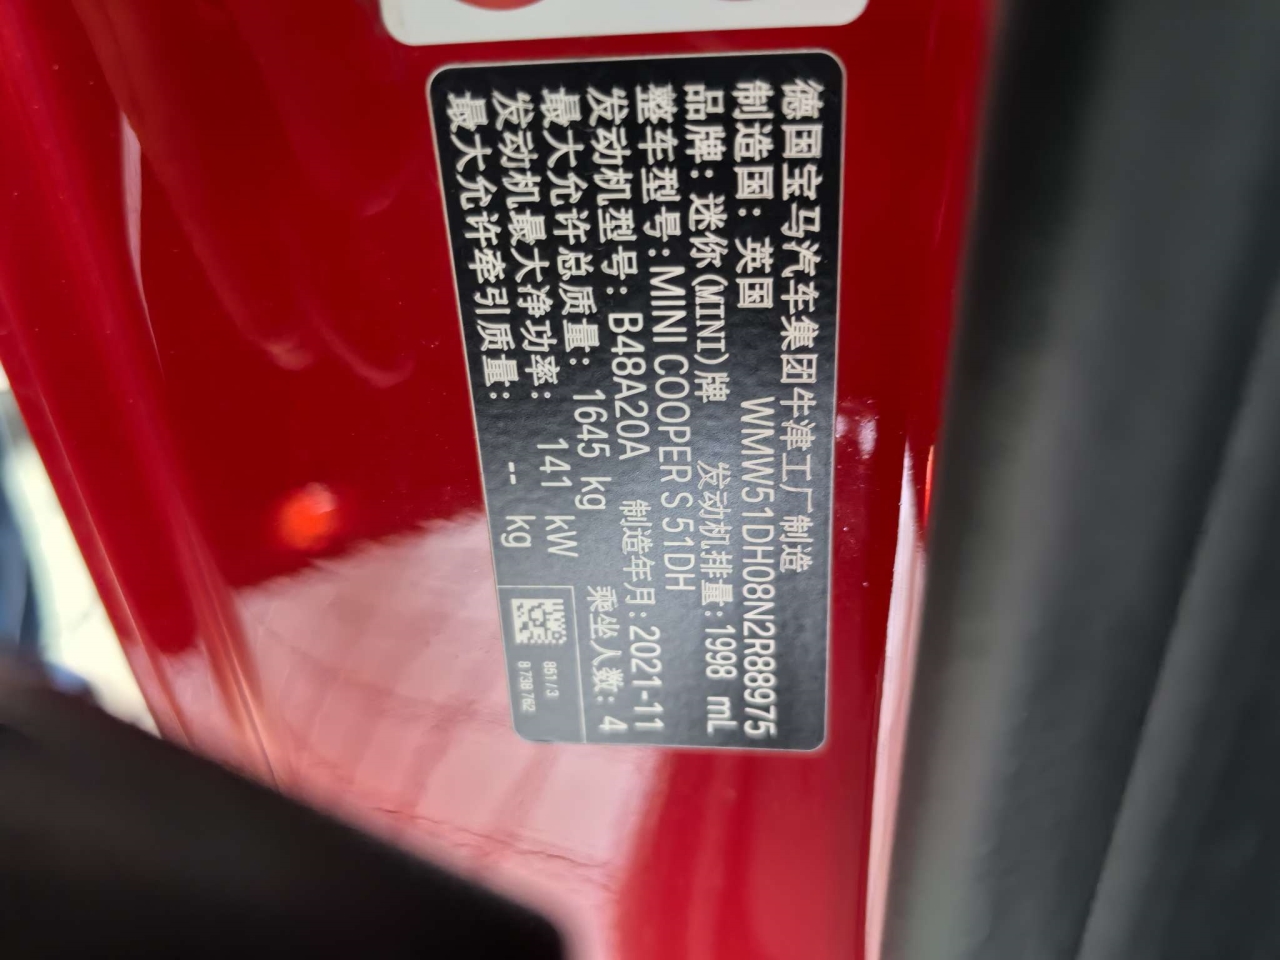 德国宝马汽车集团牛津工厂制造
制造国：英国 WMW51DH08N2R88975
品牌：迷你(MINI)牌 发动机排量：1998 mL
整车型号：MINI COOPER S 51DH
发动机型号：B48A20A 制造年月：2021-11
最大允许总质量：1645 kg 乘坐人数：4
发动机最大净功率：141 kW
最大允许牵引质量：-- kg
851/3
8 738 762